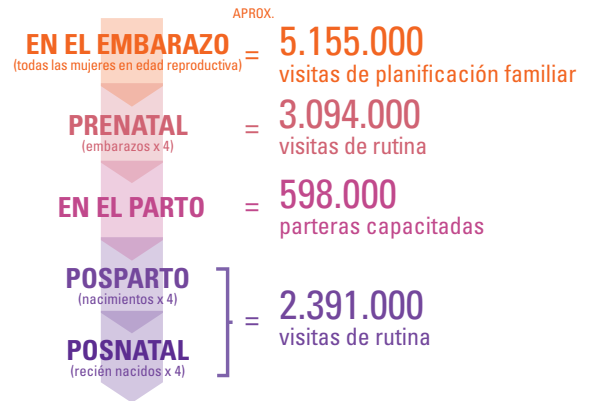 APROX.
EN EL EMBARAZO = 5.155.000
(todas las mujeres en edad reproductiva)
visitas de planificación familiar
PRENATAL = 3.094.000
(embarazos x 4)
visitas de rutina
EN EL PARTO = 598.000
parteras capacitadas
POSPARTO
(nacimientos x 4)
= 2.391.000
visitas de rutina
POSNATAL
(recién nacidos x 4)